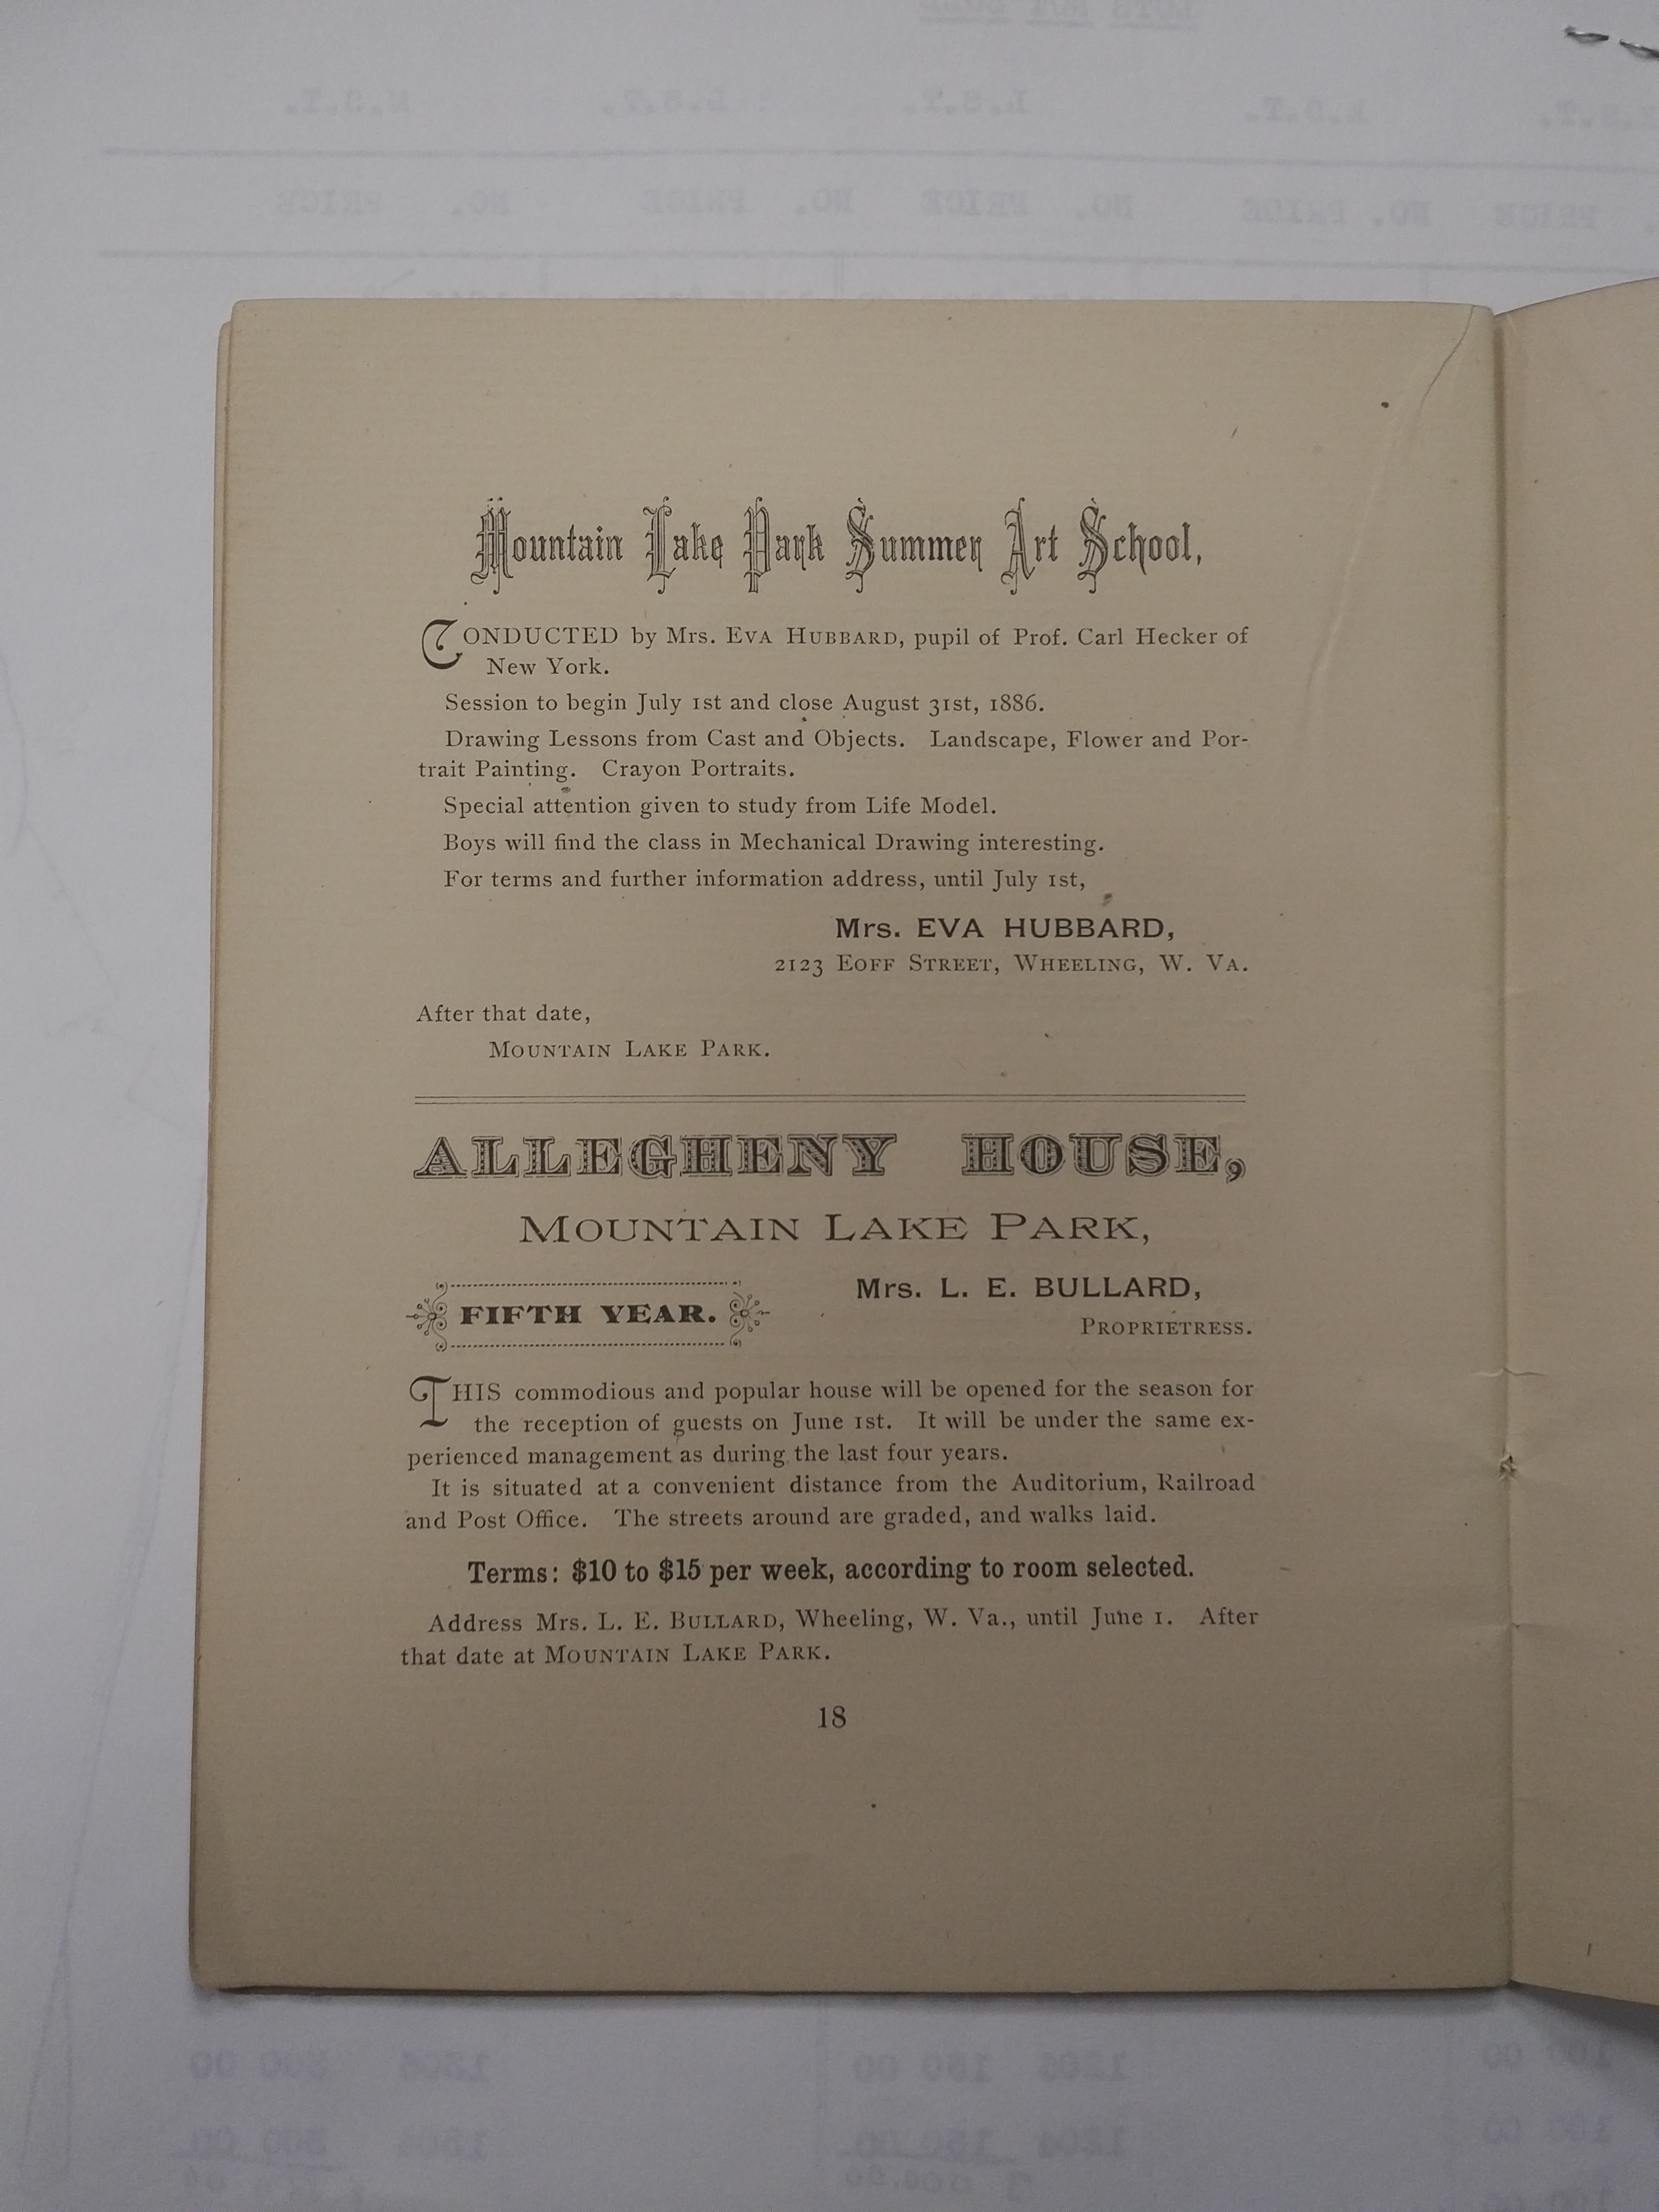 Mountain Lake Park Summer Art School,
CONDUCTED by Mrs. EVA HUBBARD, pupil of Prof. Carl Hecker of
New York.
Session to begin July 1st and close August 31st, 1886.
Drawing Lessons from Cast and Objects. Landscape, Flower and Por-
trait Painting. Crayon Portraits.
Special attention given to study from Life Model.
Boys will find the class in Mechanical Drawing interesting.
For terms and further information address, until July 1st,
Mrs. EVA HUBBARD,
2123 EOFF STREET, WHEELING, W. VA.
After that date,
MOUNTAIN LAKE PARK.
ALLEGHENY HOUSE,
MOUNTAIN LAKE PARK,
FIFTH YEAR.
Mrs. L. E. BULLARD,
PROPRIETRESS.
THIS commodious and popular house will be opened for the season for
the reception of guests on June 1st. It will be under the same ex-
perienced management as during the last four years.
It is situated at a convenient distance from the Auditorium, Railroad
and Post Office. The streets around are graded, and walks laid.
Terms: $10 to $15 per week, according to room selected.
Address Mrs. L. E. BULLARD, Wheeling, W. Va., until June 1. After
that date at MOUNTAIN LAKE PARK.
18